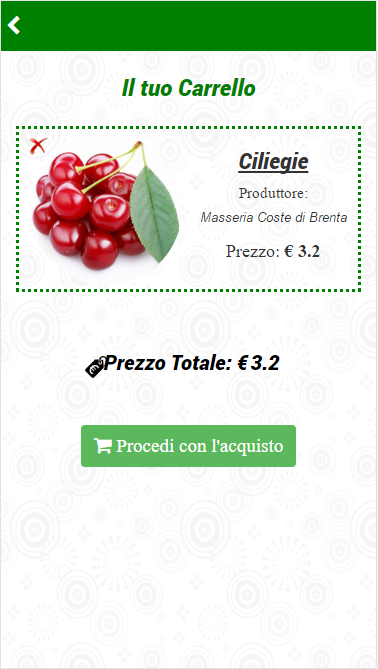 Il tuo Carrello
Ciliegie
Produttore:
Masseria Coste di Brenta
Prezzo: € 3.2
Prezzo Totale: € 3.2
Procedi con l'acquisto